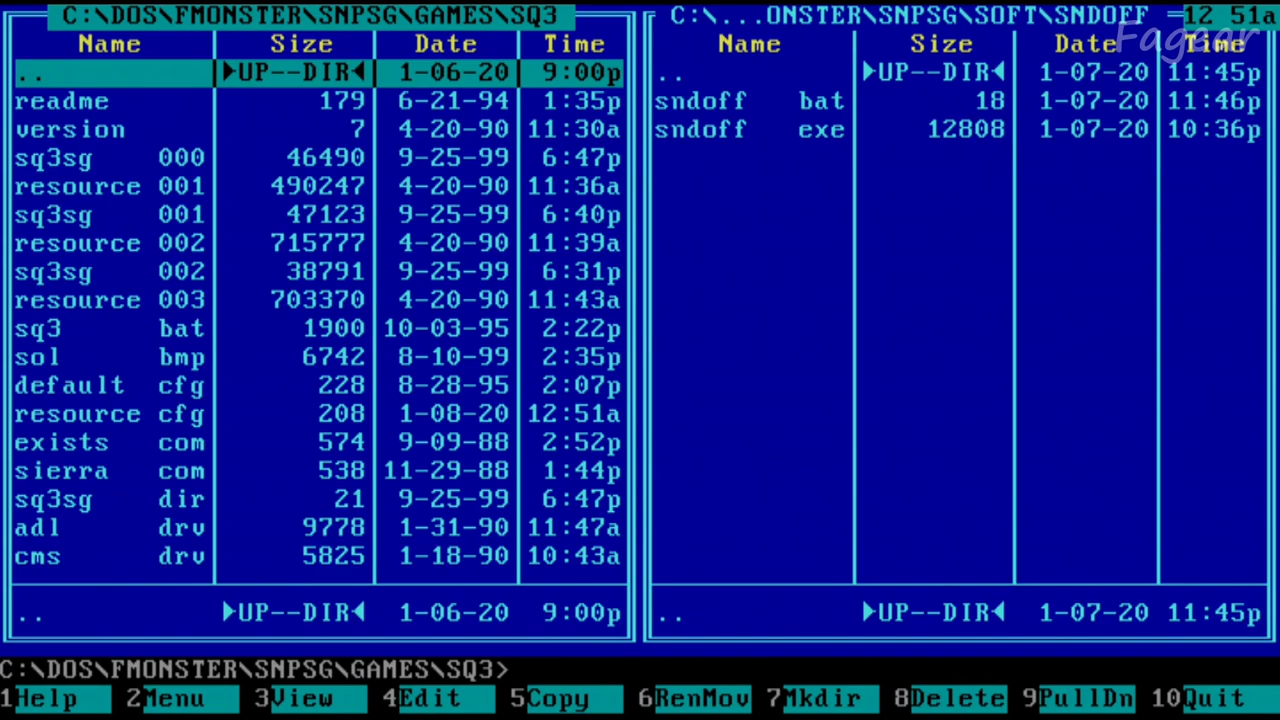 C:\DOS\FMONSTER\SNPSG\GAMES\SQ3 C:\...ONSTER\SNPSG\SOFT\SNDOFF = 12 51a
Fagear
Name Size Date Time Name Size Date Time
.. ►UP--DIR◄ 1-06-20 9:00p .. ►UP--DIR◄ 1-07-20 11:45p
readme 179 6-21-94 1:35p sndoff bat 18 1-07-20 11:46p
version 7 4-20-90 11:30a sndoff exe 12808 1-07-20 10:36p
sq3sg 000 46490 9-25-99 6:47p
resource 001 490247 4-20-90 11:36a
sq3sg 001 47123 9-25-99 6:40p
resource 002 715777 4-20-90 11:39a
sq3sg 002 38791 9-25-99 6:31p
resource 003 703370 4-20-90 11:43a
sq3 bat 1900 10-03-95 2:22p
sol bmp 6742 8-10-99 2:35p
default cfg 228 8-28-95 2:07p
resource cfg 208 1-08-20 12:51a
exists com 574 9-09-88 2:52p
sierra com 538 11-29-88 1:44p
sq3sg dir 21 9-25-99 6:47p
adl drv 9778 1-31-90 11:47a
cms drv 5825 1-18-90 10:43a
.. ►UP--DIR◄ 1-06-20 9:00p .. ►UP--DIR◄ 1-07-20 11:45p
C:\DOS\FMONSTER\SNPSG\GAMES\SQ3>
1Help 2Menu 3View 4Edit 5Copy 6RenMov 7Mkdir 8Delete 9PullDn 10Quit